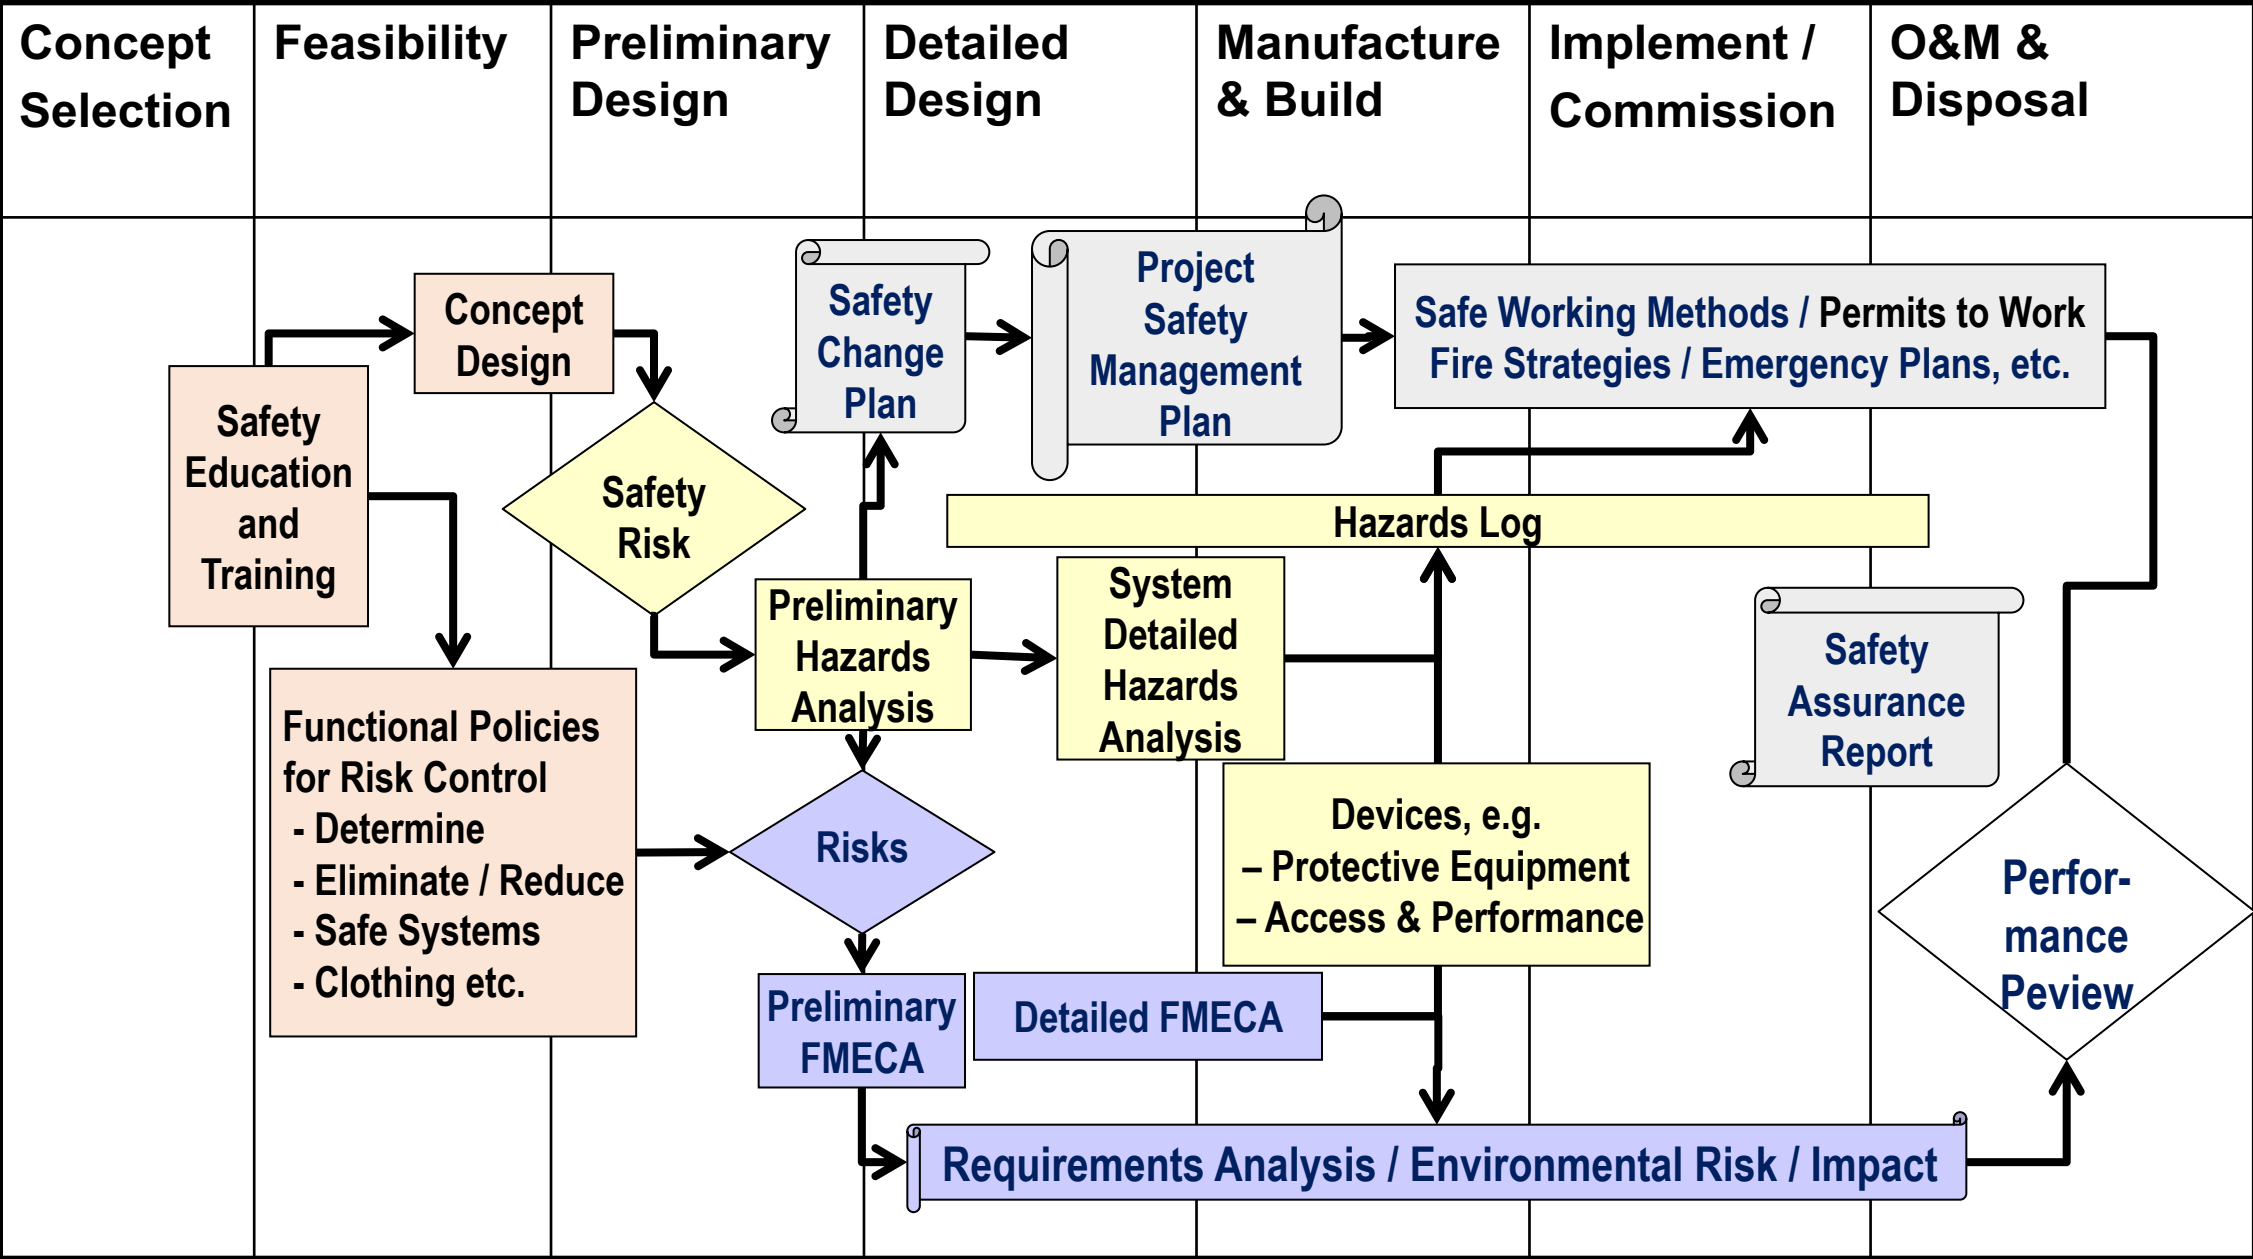 Concept
Selection
Feasibility
Preliminary
Design
Detailed
Design
Manufacture
& Build
Implement /
Commission
O&M &
Disposal
Safety
Education
and
Training
Concept
Design
Safety
Risk
Functional Policies
for Risk Control
- Determine
- Eliminate / Reduce
- Safe Systems
- Clothing etc.
Safety
Change
Plan
Project
Safety
Management
Plan
Safe Working Methods / Permits to Work
Fire Strategies / Emergency Plans, etc.
Hazards Log
Preliminary
Hazards
Analysis
System
Detailed
Hazards
Analysis
Safety
Assurance
Report
Risks
Devices, e.g.
– Protective Equipment
– Access & Performance
Perfor-
mance
Peview
Preliminary
FMECA
Detailed FMECA
Requirements Analysis / Environmental Risk / Impact